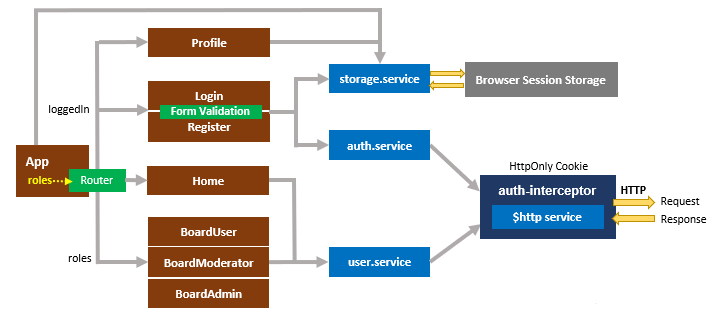 Profile
storage.service
Browser Session Storage
loggedIn
Login
Form Validation
Register
auth.service
App
roles
Router
Home
HttpOnly Cookie
auth-interceptor
$http service
HTTP
Request
Response
roles
BoardUser
BoardModerator
BoardAdmin
user.service